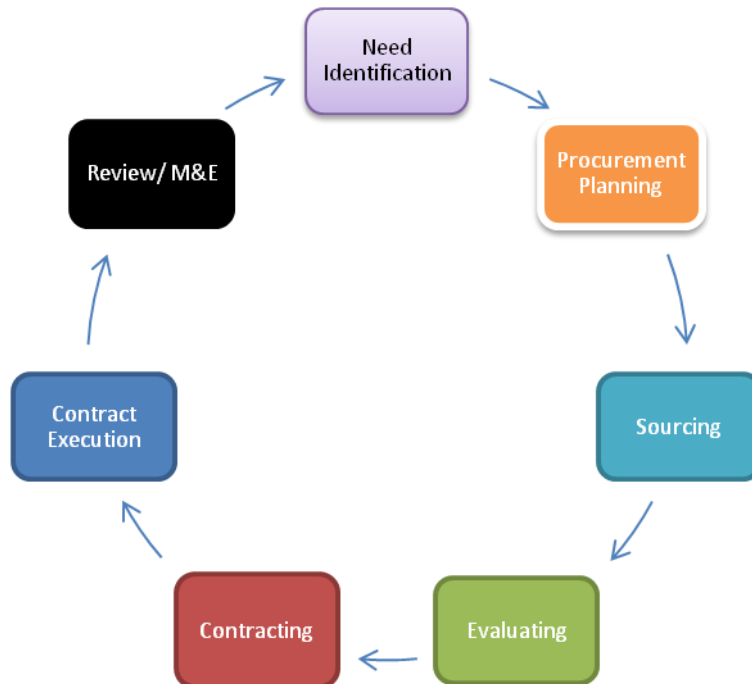 Need
Identification
Procurement
Planning
Sourcing
Evaluating
Contracting
Contract
Execution
Review/ M&E